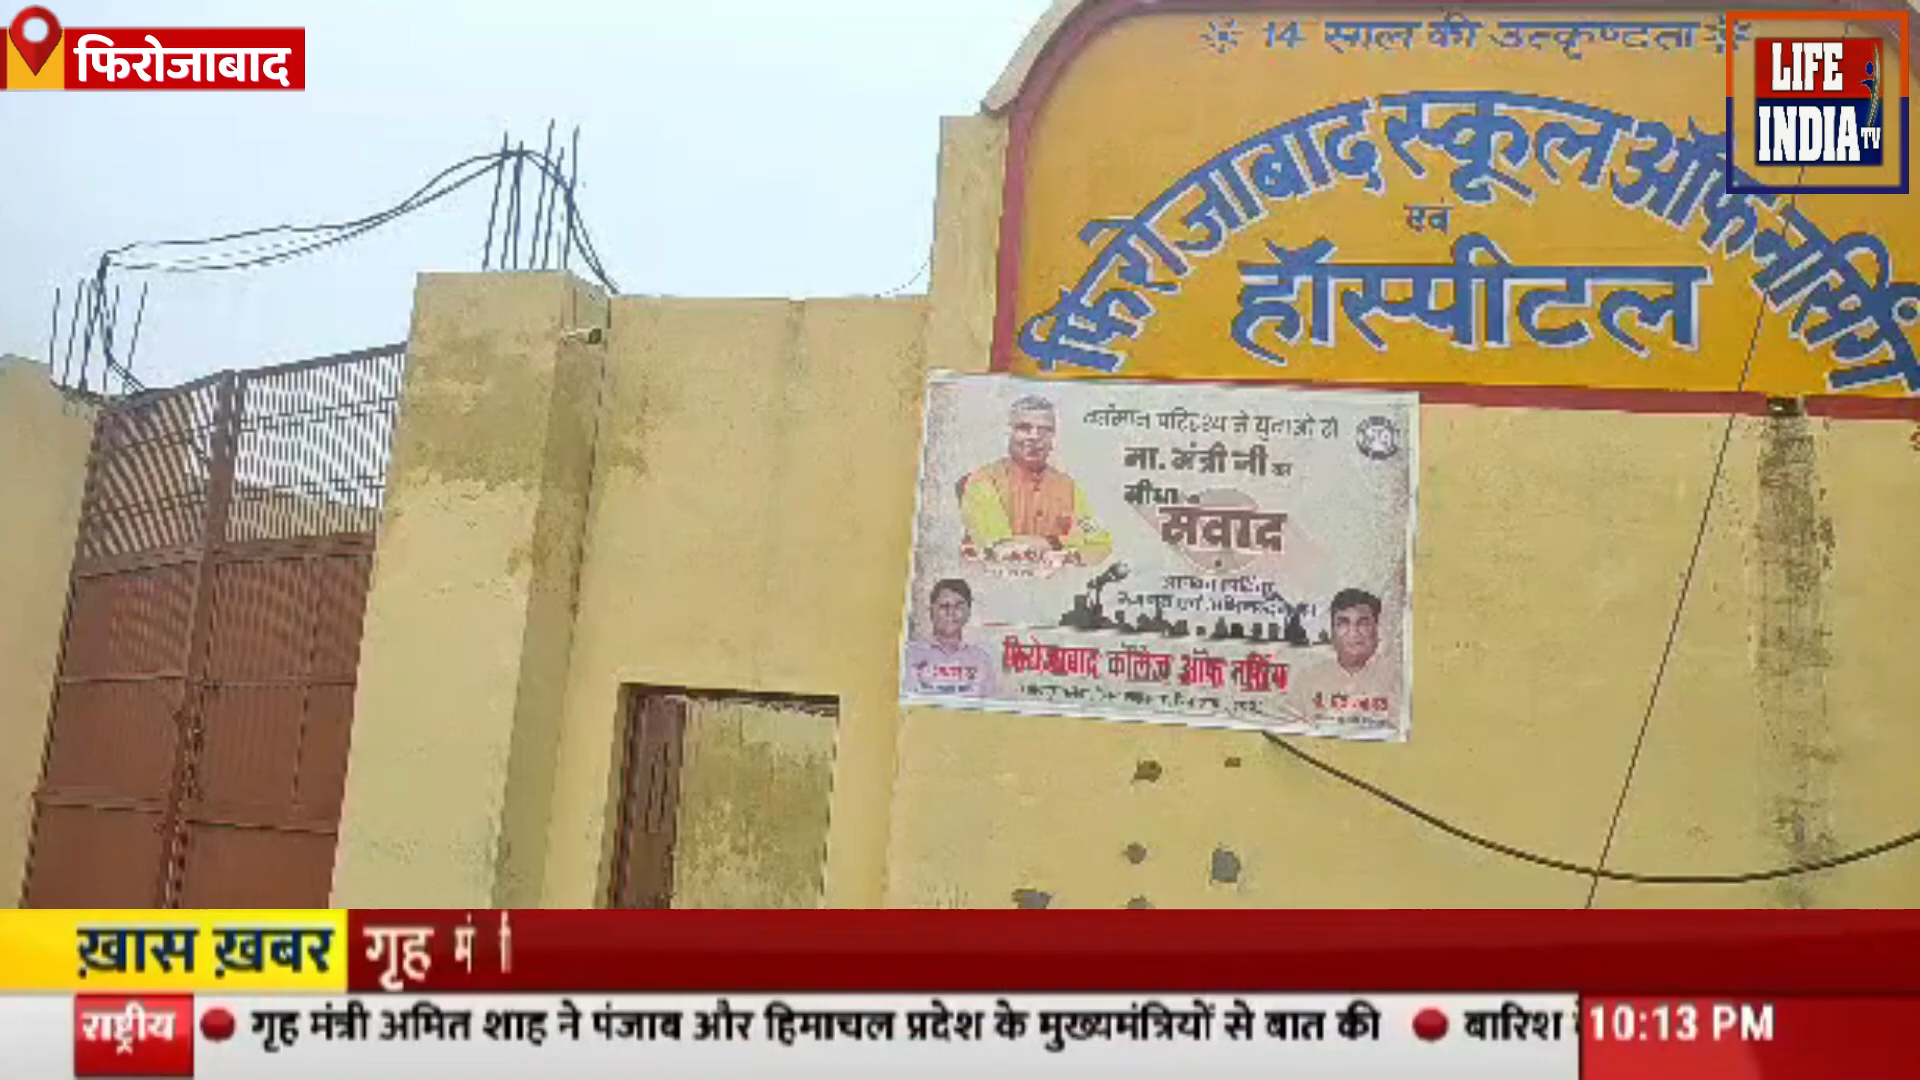 फिरोजाबाद
14 साल की उत्कृष्टता
LIFE
INDIA TV
फिरोजाबाद स्कूल ऑफ नर्सिंग
एवं
हॉस्पीटल
वर्तमान परिदृश्य में युवाओं से
मा. मंत्री जी का
सीधा
संवाद
फिरोजाबाद कॉलेज ऑफ नर्सिंग
ख़ास ख़बर
गृह मं
राष्ट्रीय
गृह मंत्री अमित शाह ने पंजाब और हिमाचल प्रदेश के मुख्यमंत्रियों से बात की
बारिश
10:13 PM